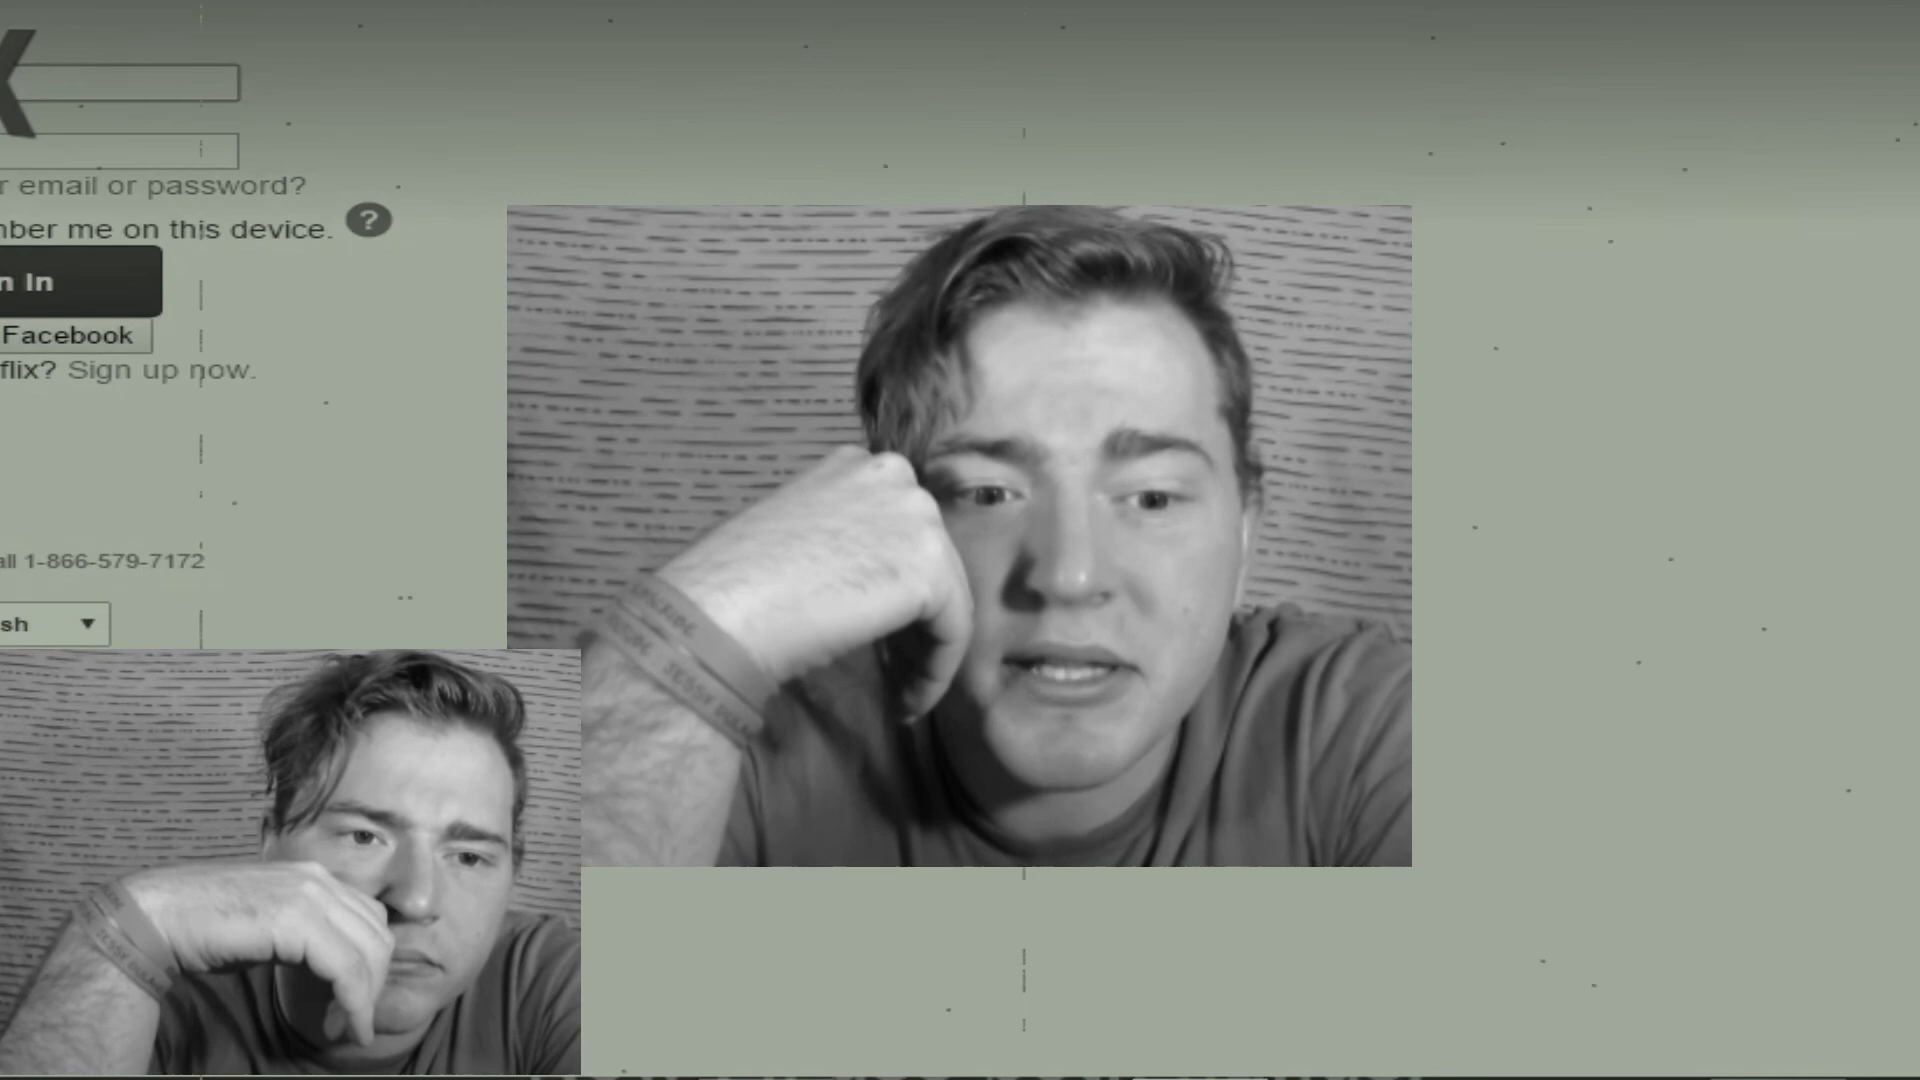 X
r email or password?
nber me on this device. ?
n In
Facebook
flix? Sign up now.
all 1-866-579-7172
sh
JESSY